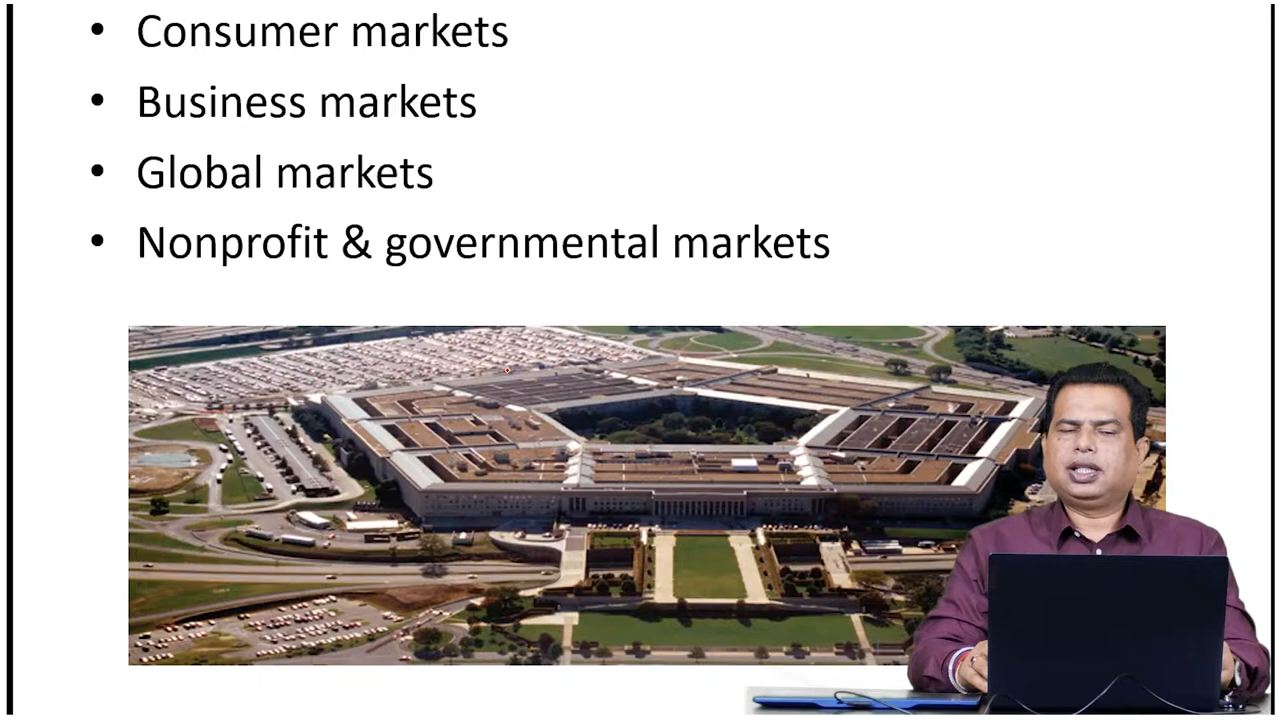 • Consumer markets
• Business markets
• Global markets
• Nonprofit & governmental markets